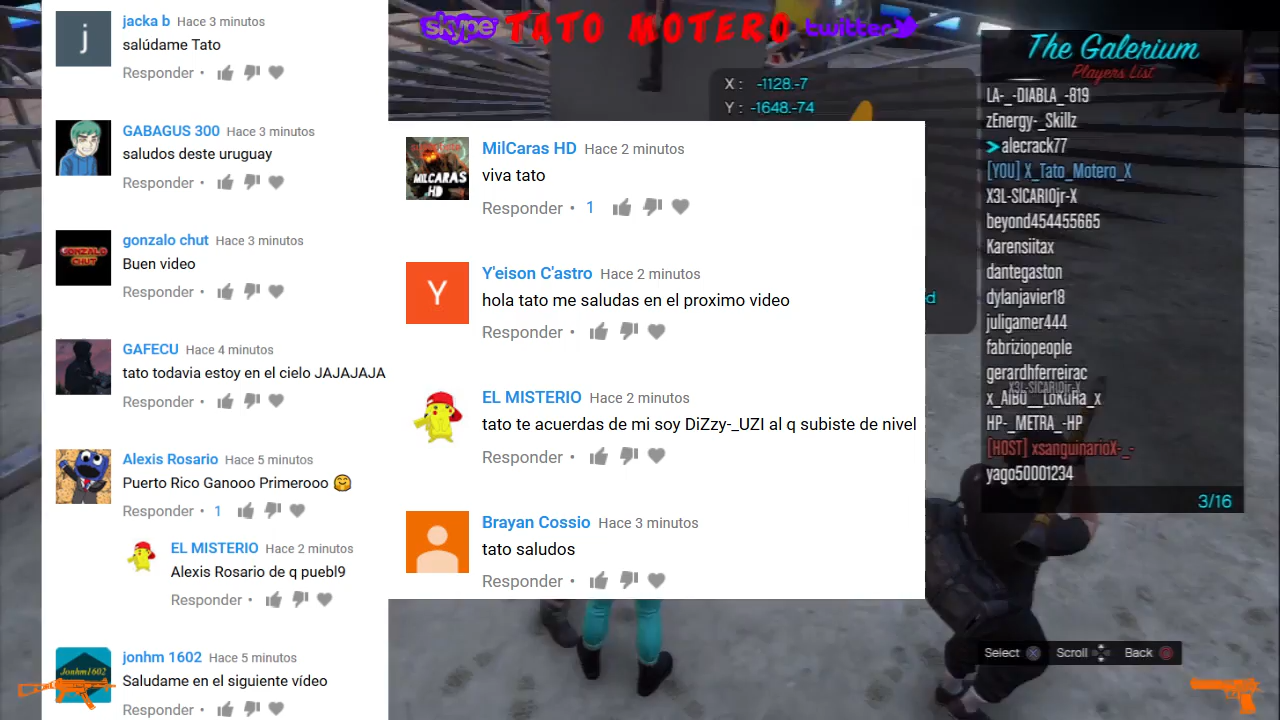 jacka b Hace 3 minutos
salúdame Tato
Responder •
GABAGUS 300 Hace 3 minutos
saludos deste uruguay
Responder •
gonzalo chut Hace 3 minutos
Buen video
Responder •
GAFECU Hace 4 minutos
tato todavia estoy en el cielo JAJAJAJA
Responder •
Alexis Rosario Hace 5 minutos
Puerto Rico Ganooo Primerooo 🤗
Responder • 1
EL MISTERIO Hace 2 minutos
Alexis Rosario de q puebl9
Responder •
jonhm 1602 Hace 5 minutos
Saludame en el siguiente vídeo
Responder •
j
GONZALO
CHUT
Jonhm1602
skype TATO MOTERO twitter
X : -1128.-7
Y : -1648.-74
MilCaras HD Hace 2 minutos
viva tato
Responder • 1
MILCARAS
HD
Y'eison C'astro Hace 2 minutos
hola tato me saludas en el proximo video
Responder •
Y
EL MISTERIO Hace 2 minutos
tato te acuerdas de mi soy DiZzy-_UZI al q subiste de nivel
Responder •
Brayan Cossio Hace 3 minutos
tato saludos
Responder •
ed
The Galerium
Players List
LA-_-DIABLA_-819
zEnergy-_Skillz
alecrack77
[YOU] X_Tato_Motero_X
X3L-SICARIOjr-X
beyond454455665
Karensiitax
dantegaston
dylanjavier18
juligamer444
fabriziopeople
gerardhferreirac
X3L-SICARIOjr-X
x_AiBO__LoKuRa_x
HP-_METRA_-HP
[HOST] xsanguinarioX-_-
yago50001234
3/16
Select Scroll Back